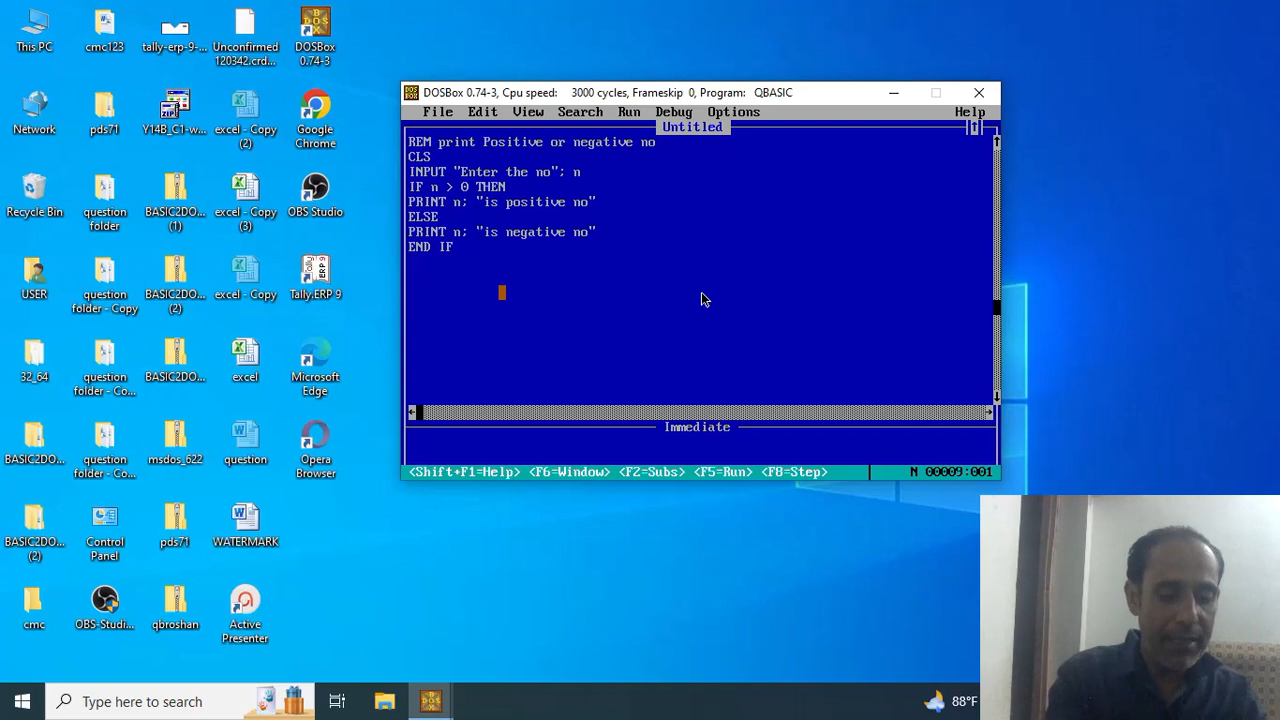 This PC
cmc123
tally-erp-9-...
Unconfirmed 120342.crd...
DOSBox 0.74-3
Network
pds71
Y14B_C1-w...
excel - Copy (2)
Google Chrome
Recycle Bin
question folder
BASIC2DO... (1)
excel - Copy (3)
OBS Studio
USER
question folder - Copy
BASIC2DO... (2)
excel - Copy
Tally.ERP 9
32_64
question folder - Co...
BASIC2DO...
excel
Microsoft Edge
BASIC2DO...
question folder - Co...
msdos_622
question
Opera Browser
BASIC2DO... (2)
Control Panel
pds71
WATERMARK
cmc
OBS-Studi...
qbroshan
Active Presenter
DOSBox 0.74-3, Cpu speed: 3000 cycles, Frameskip 0, Program: QBASIC
File Edit View Search Run Debug Options Help
Untitled
REM print Positive or negative no
CLS
INPUT "Enter the no"; n
IF n > 0 THEN
PRINT n; "is positive no"
ELSE
PRINT n; "is negative no"
END IF
Immediate
<Shift+F1=Help> <F6=Window> <F2=Subs> <F5=Run> <F8=Step> N 00009:001
Type here to search
88°F